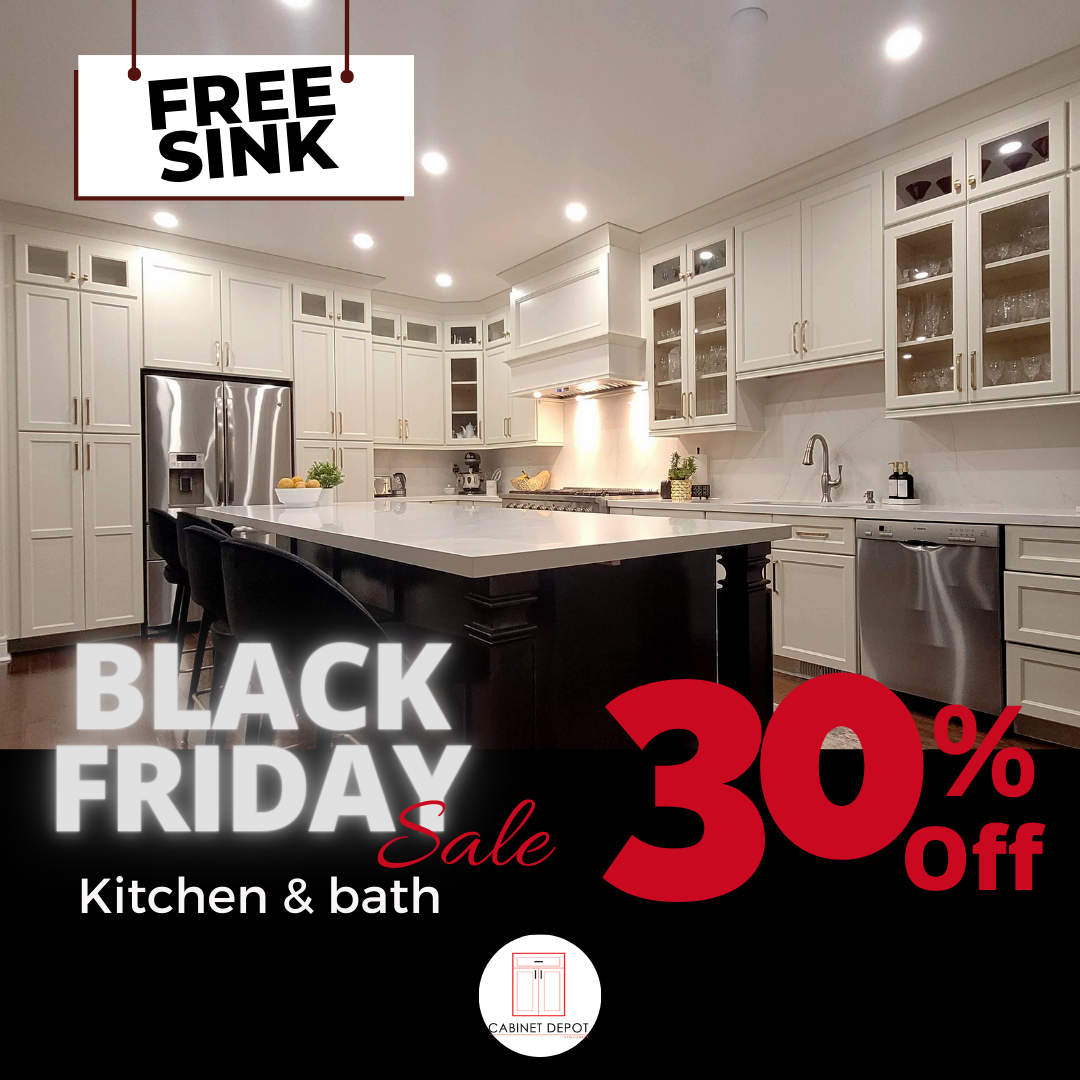 FREE
SINK
BLACK
FRIDAY
Sale
Kitchen & bath
30%
Off
CABINET DEPOT